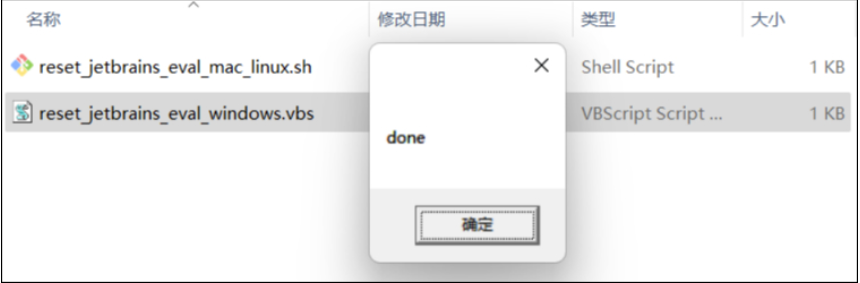 名称 修改日期 类型 大小
reset_jetbrains_eval_mac_linux.sh Shell Script 1 KB
reset_jetbrains_eval_windows.vbs VBScript Script ... 1 KB
done
确定